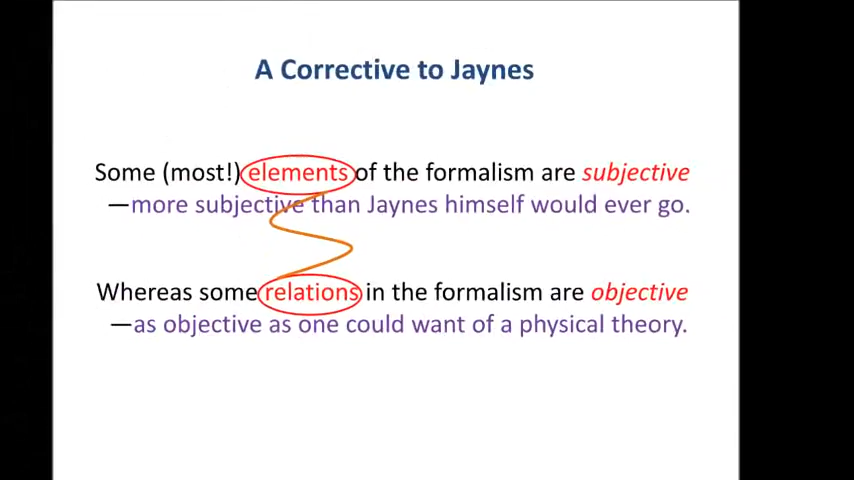 A Corrective to Jaynes
Some (most!) elements of the formalism are subjective
—more subjective than Jaynes himself would ever go.
Whereas some relations in the formalism are objective
—as objective as one could want of a physical theory.